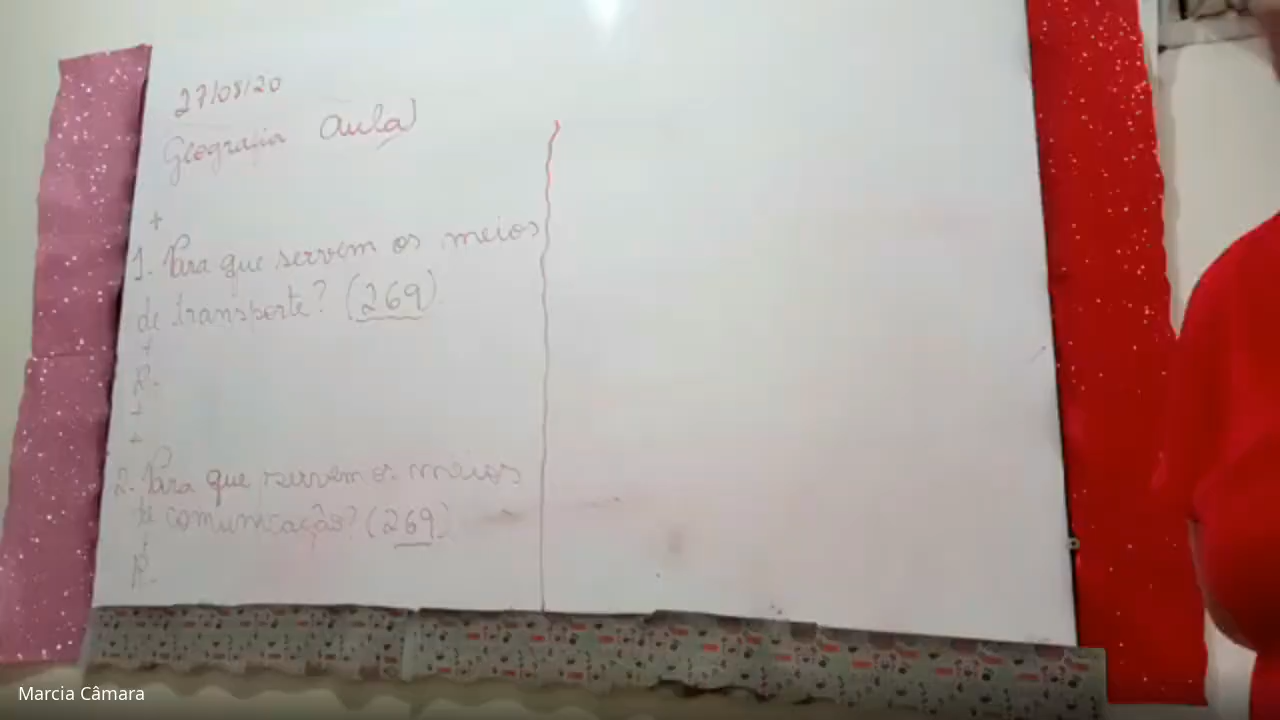 27/08/20
Geografia Aula
+
1. Para que servem os meios
de transporte? (269)
+
R.
+
+
2. Para que servem os meios
de comunicação? (269)
+
R.
Marcia Câmara